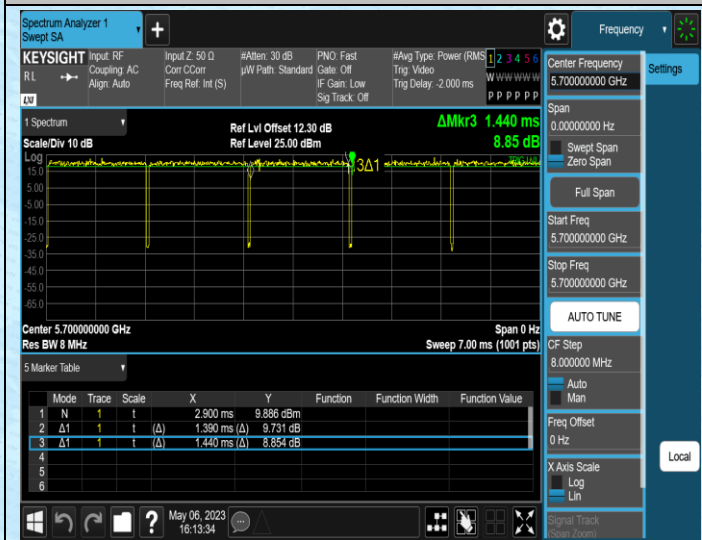 Spectrum Analyzer 1
Swept SA
Frequency
KEYSIGHT
Input: RF
Input Z: 50 Ω
#Atten: 30 dB
PNO: Fast
#Avg Type: Power (RMS
1 2 3 4 5 6
RL
Coupling: AC
Corr CCorr
µW Path: Standard
Gate: Off
Trig: Video
W W W W W W
Align: Auto
Freq Ref: Int (S)
IF Gain: Low
Trig Delay: -2.000 ms
Sig Track: Off
P P P P P P
LXI
Center Frequency
5.700000000 GHz
Settings
Span
0.00000000 Hz
Swept Span
Zero Span
Full Span
Start Freq
5.700000000 GHz
Stop Freq
5.700000000 GHz
AUTO TUNE
CF Step
8.000000 MHz
Auto
Man
Freq Offset
0 Hz
X Axis Scale
Log
Lin
Signal Track
(Span Zoom)
Local
1 Spectrum
Ref Lvl Offset 12.30 dB
ΔMkr3 1.440 ms
Scale/Div 10 dB
Ref Level 25.00 dBm
8.85 dB
Log
15.0
5.00
-5.00
-15.0
-25.0
-35.0
-45.0
-55.0
-65.0
3Δ1
Center 5.700000000 GHz
Span 0 Hz
Res BW 8 MHz
Sweep 7.00 ms (1001 pts)
5 Marker Table
Mode Trace Scale X Y Function Function Width Function Value
1 N 1 t 2.900 ms 9.886 dBm
2 Δ1 1 t (Δ) 1.390 ms (Δ) 9.731 dB
3 Δ1 1 t (Δ) 1.440 ms (Δ) 8.854 dB
4
5
6
May 06, 2023
16:13:34